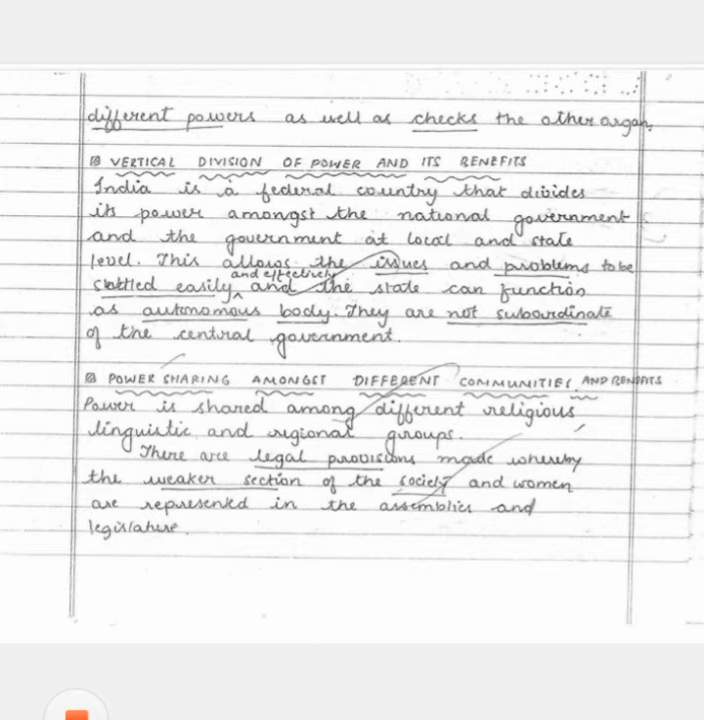 different powers as well as checks the other organ.
VERTICAL DIVISION OF POWER AND ITS BENEFITS
India is a federal country that divides
its power amongst the national government
and the government at local and state
level. This allows the issues and problems to be
and effectively
settled easily ^ and the state can function
as autonomous body. They are not subordinate
of the central government.
POWER SHARING AMONGST DIFFERENT COMMUNITIES AND BENEFITS
Power is shared among different religious,
linguistic and regional groups.
There are legal provisions made whereby
the weaker section of the society and women
are represented in the assemblies and
legislature.